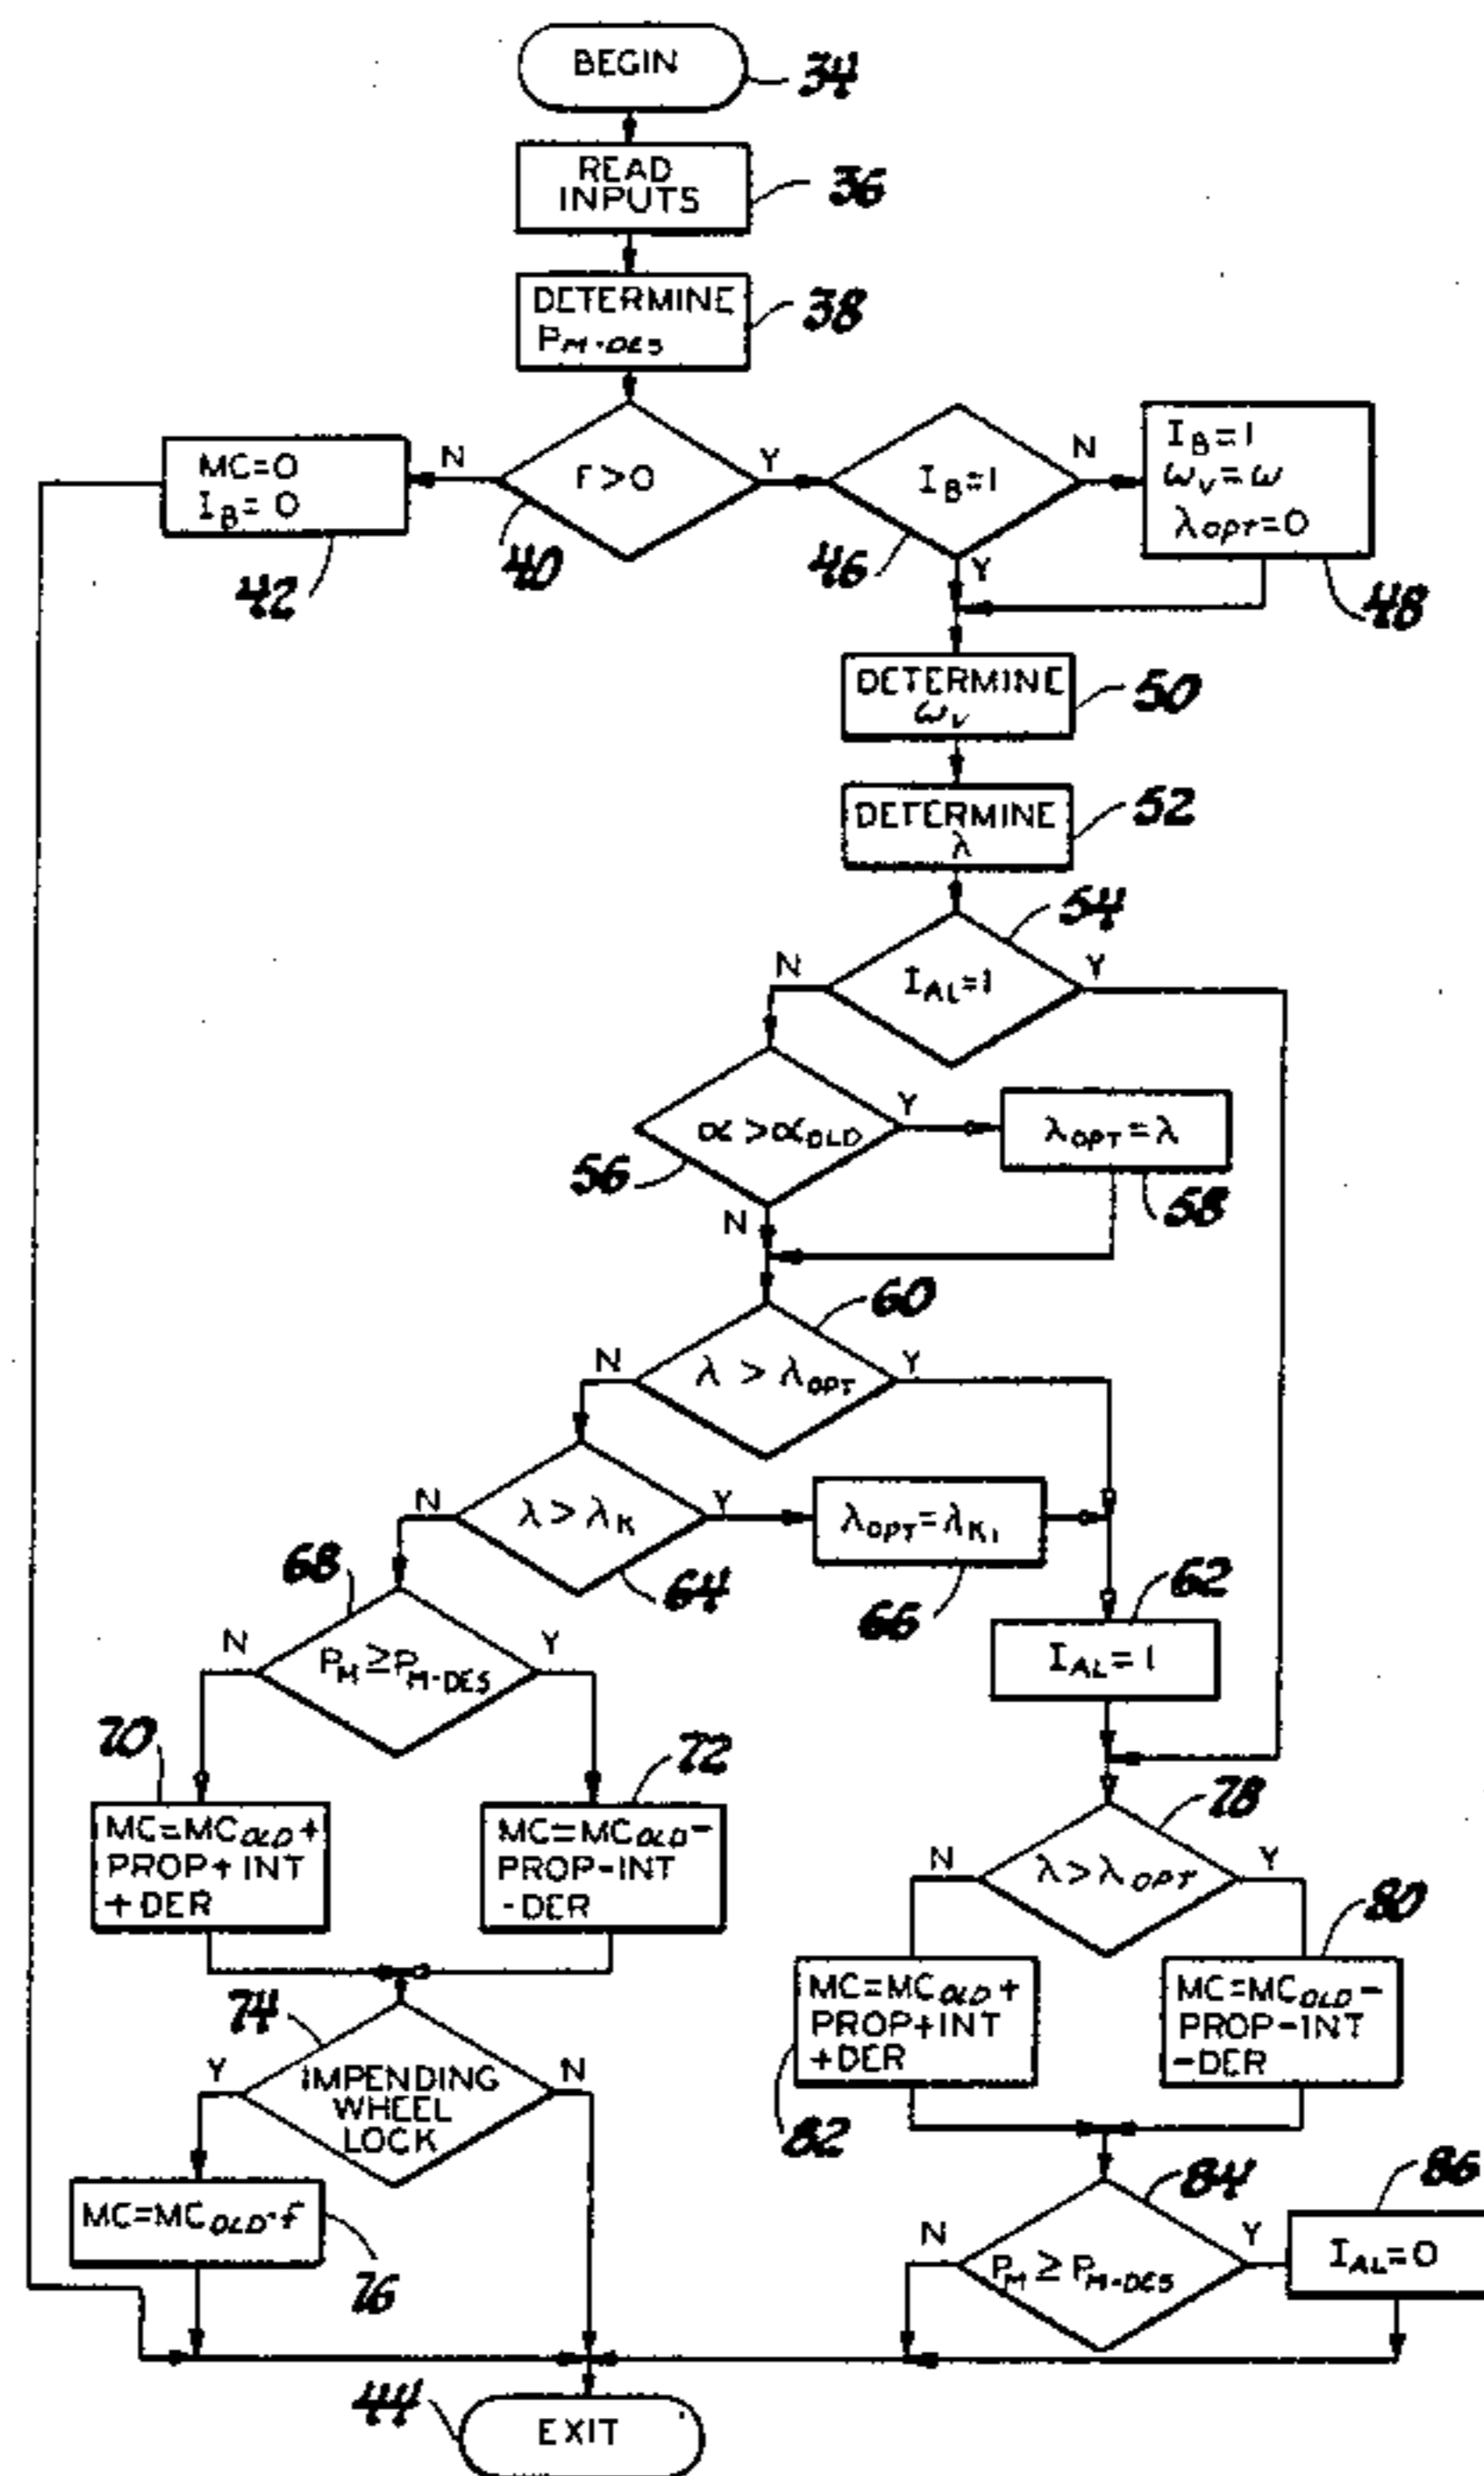 BEGIN
34
READ
INPUTS
36
DETERMINE
P_M-DES
38
MC=0
I_B=0
42
N
F>0
Y
40
I_B=1
N
46
Y
I_B=1
ω_V=ω
λ_OPT=0
48
DETERMINE
ω_V
50
DETERMINE
λ
52
54
N
I_AL=1
Y
α>α_OLD
Y
56
N
λ_OPT=λ
58
60
N
λ > λ_OPT
Y
N
λ > λ_K
Y
64
λ_OPT=λ_K1
66
62
I_AL=1
68
N
P_M≥P_M-DES
Y
70
MC=MC_OLD+
PROP+INT
+DER
72
MC=MC_OLD-
PROP-INT
-DER
78
N
λ>λ_OPT
Y
80
MC=MC_OLD+
PROP+INT
+DER
82
MC=MC_OLD-
PROP-INT
-DER
74
Y
IMPENDING
WHEEL
LOCK
N
MC=MC_OLD-f
76
84
N
P_M ≥ P_M-DES
Y
86
I_AL=0
44
EXIT